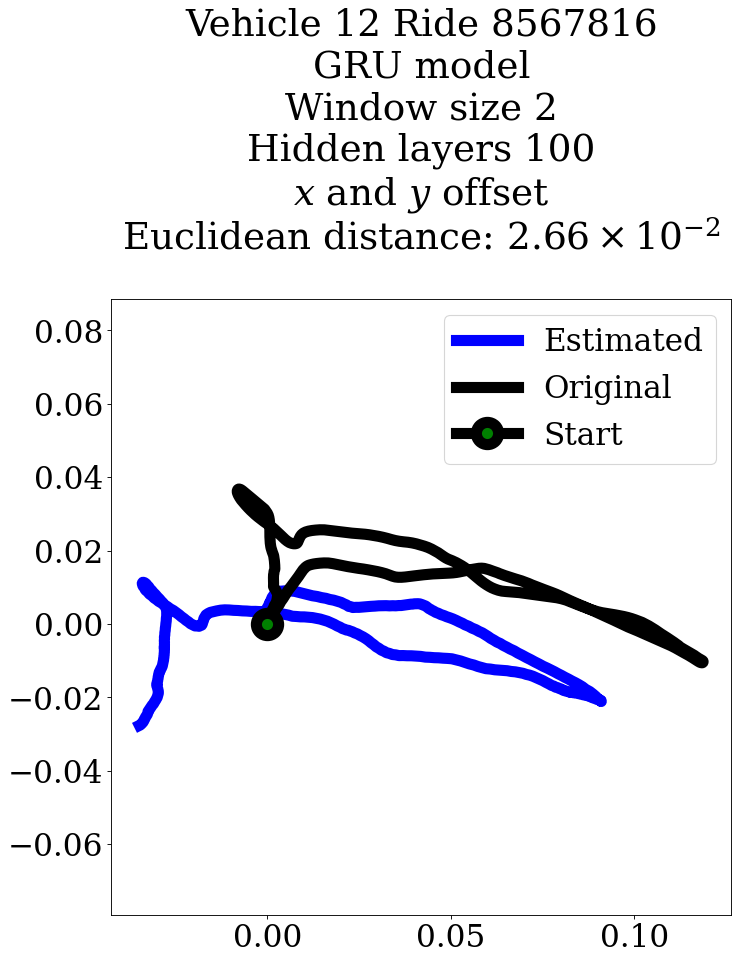 Vehicle 12 Ride 8567816
GRU model
Window size 2
Hidden layers 100
x and y offset
Euclidean distance: 2.66 × 10⁻²
Estimated
Original
Start
0.08
0.06
0.04
0.02
0.00
−0.02
−0.04
−0.06
0.00 0.05 0.10